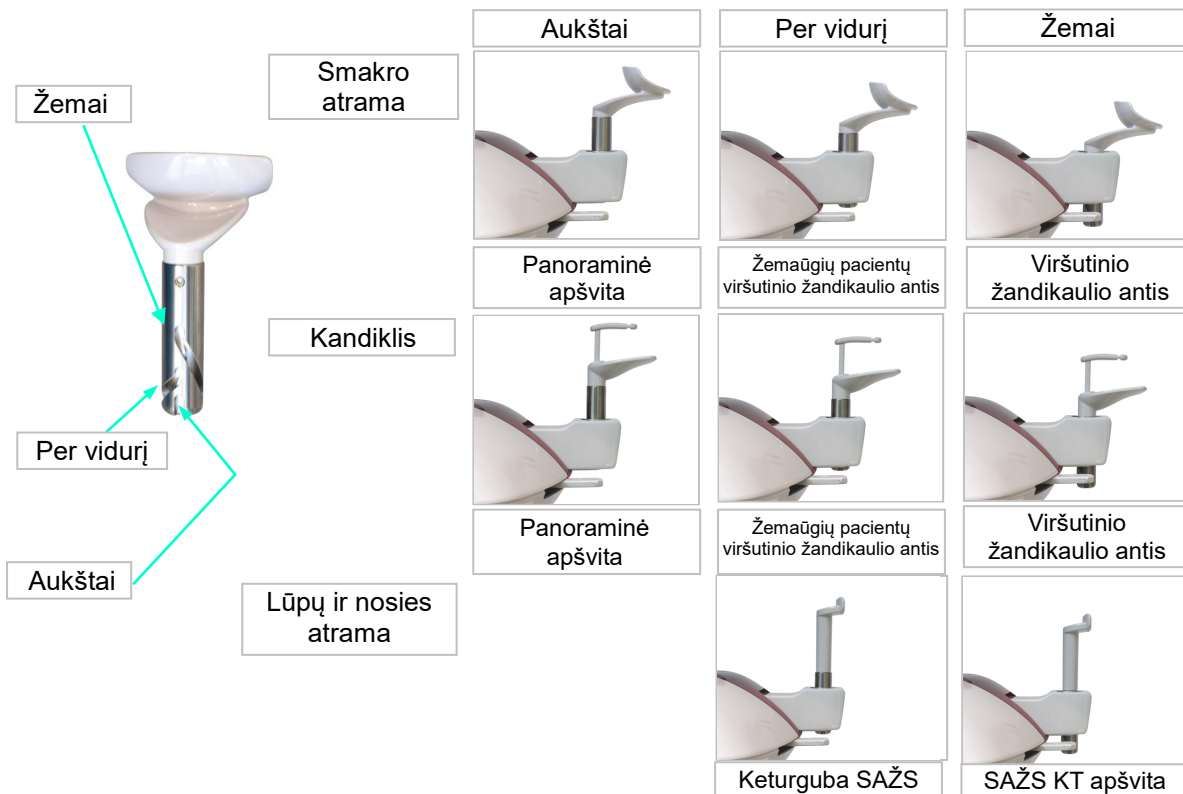 Aukštai
Per vidurį
Žemai
Smakro
atrama
Žemai
Panoraminė
apšvita
Žemaūgių pacientų
viršutinio žandikaulio antis
Viršutinio
žandikaulio antis
Kandiklis
Per vidurį
Panoraminė
apšvita
Žemaūgių pacientų
viršutinio žandikaulio antis
Viršutinio
žandikaulio antis
Aukštai
Lūpų ir nosies
atrama
Keturguba SAŽS
SAŽS KT apšvita